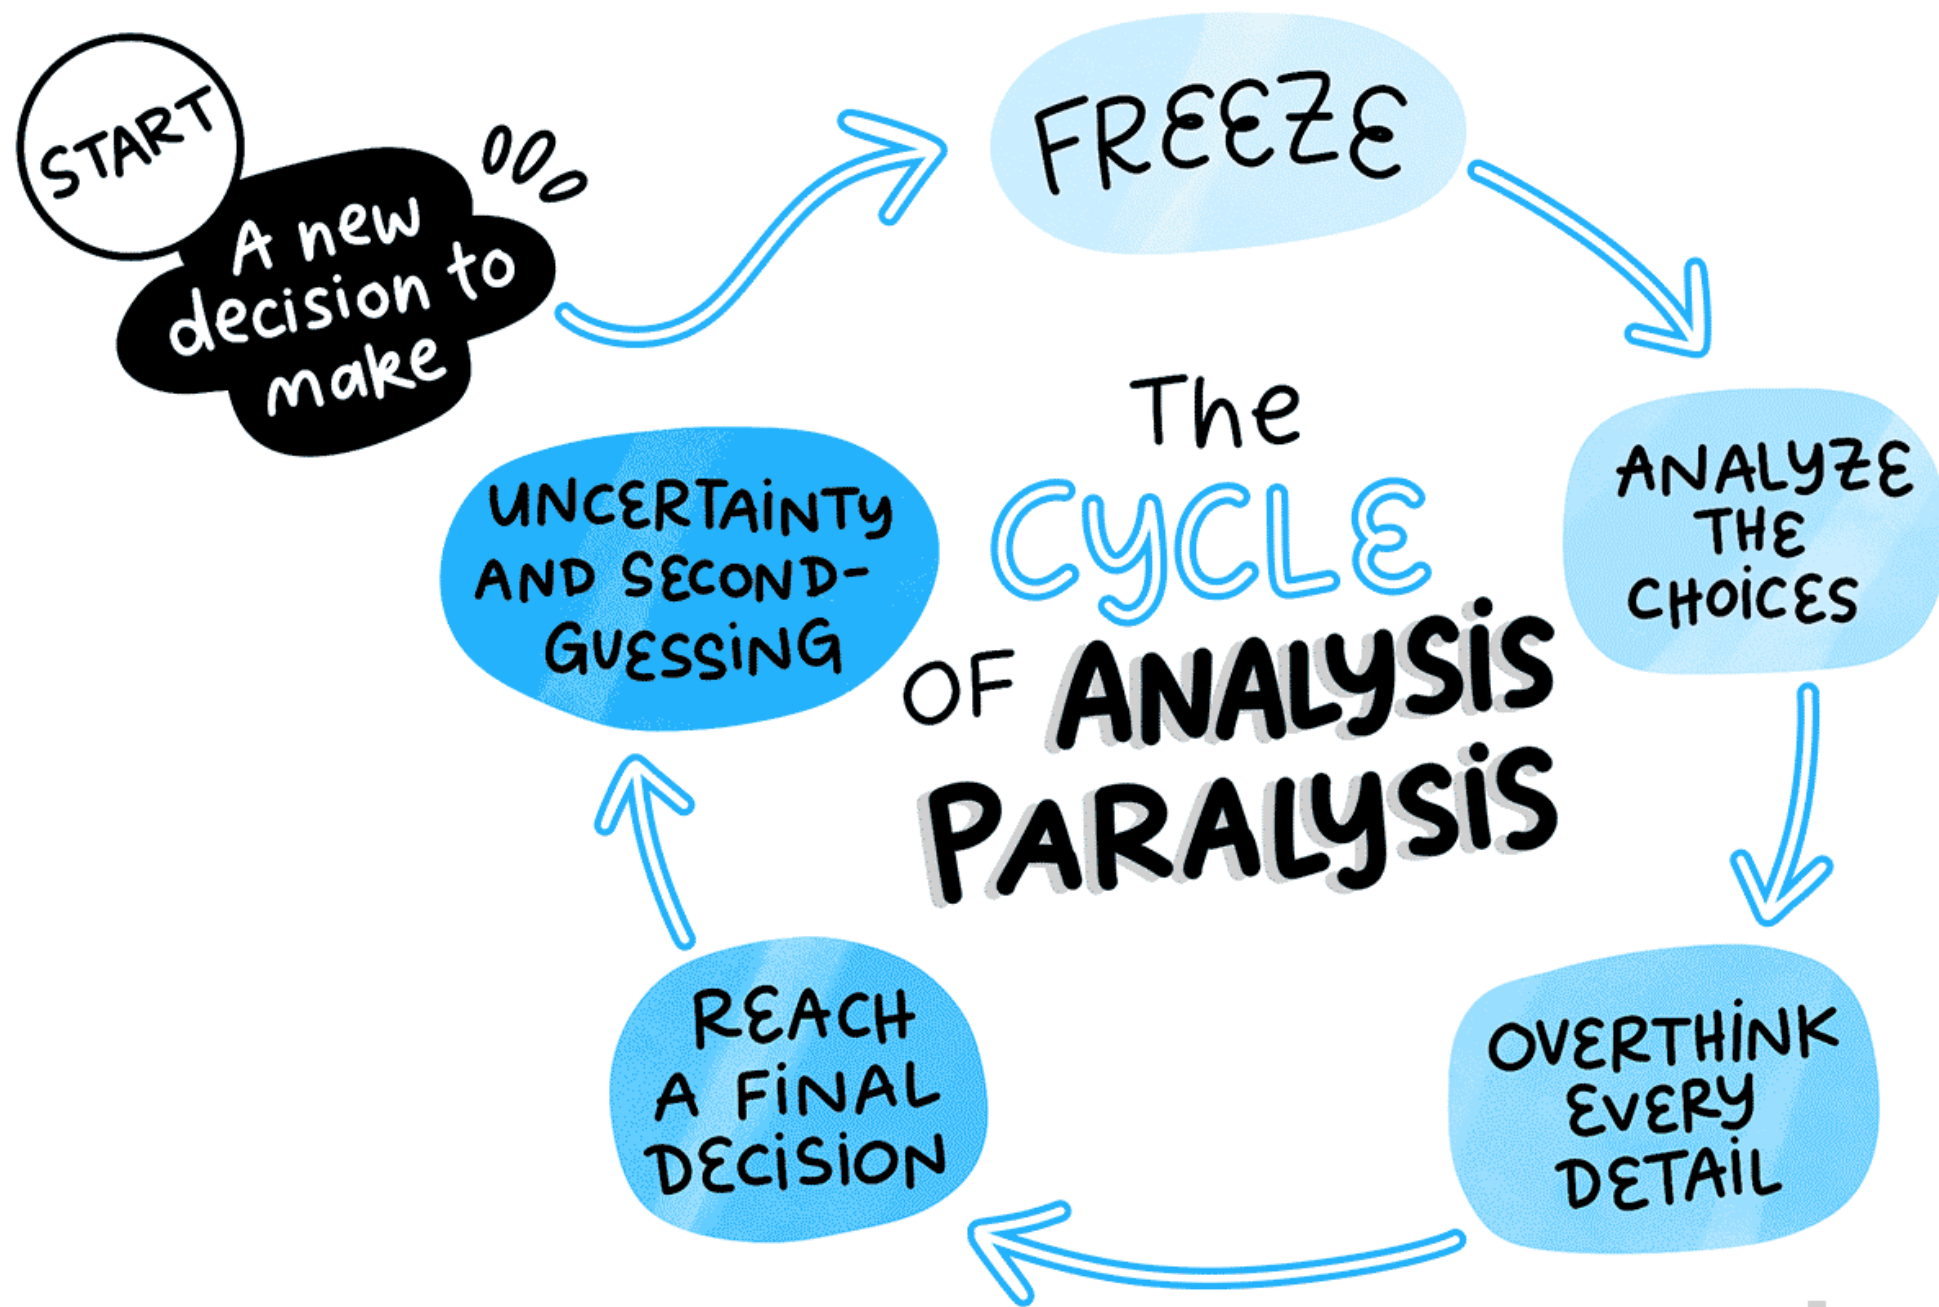 START
A new
decision to
make
FREEZE
ANALYZE
THE
CHOICES
OVERTHINK
EVERY
DETAIL
REACH
A FINAL
DECISION
UNCERTAINTY
AND SECOND-
GUESSING
The
CYCLE
OF ANALYSIS
PARALYSIS